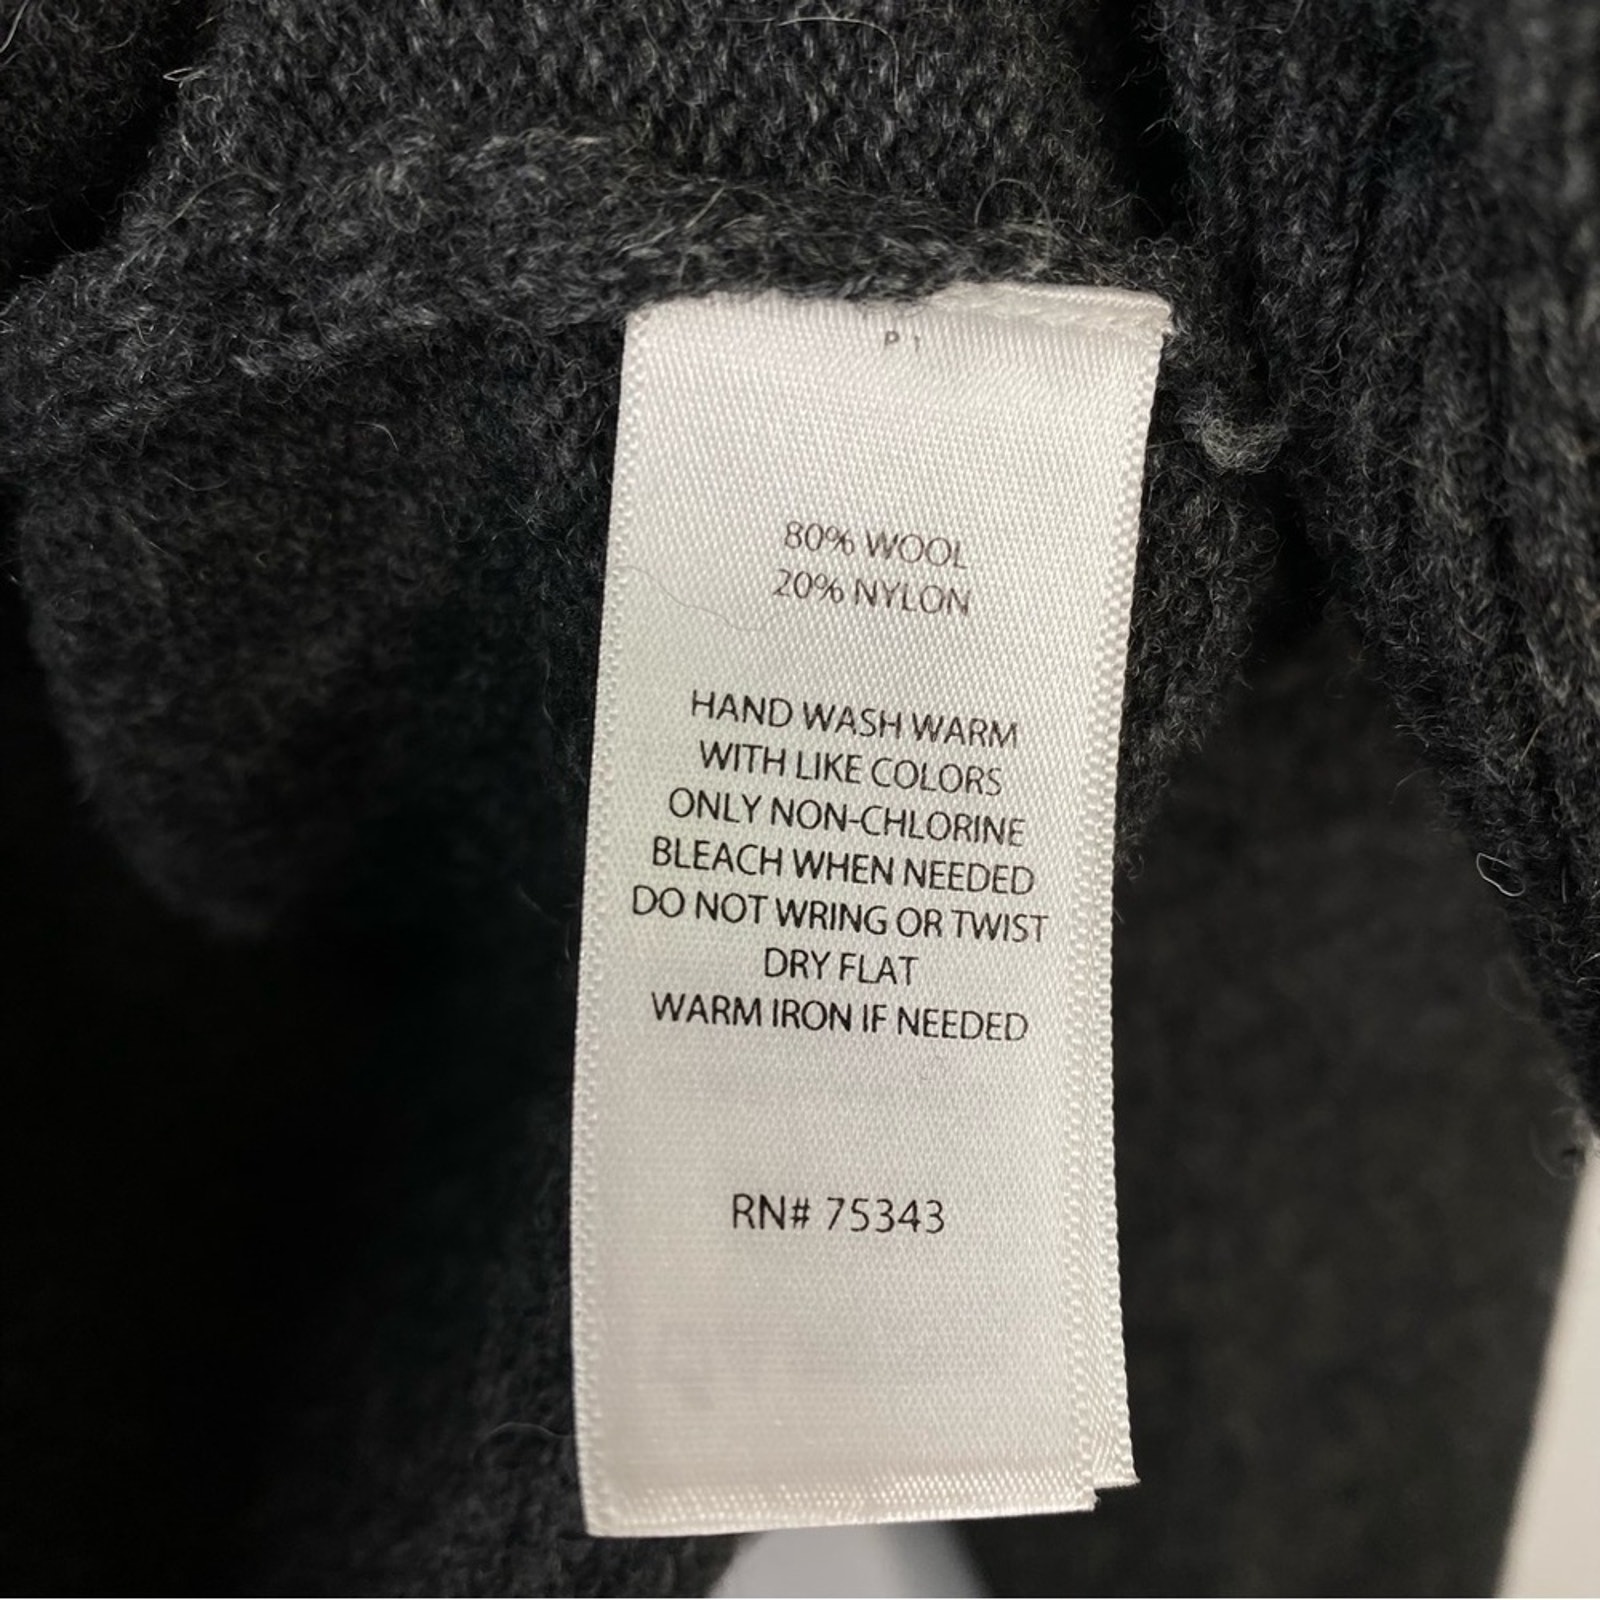 P 1
80% WOOL
20% NYLON
HAND WASH WARM
WITH LIKE COLORS
ONLY NON-CHLORINE
BLEACH WHEN NEEDED
DO NOT WRING OR TWIST
DRY FLAT
WARM IRON IF NEEDED
RN# 75343